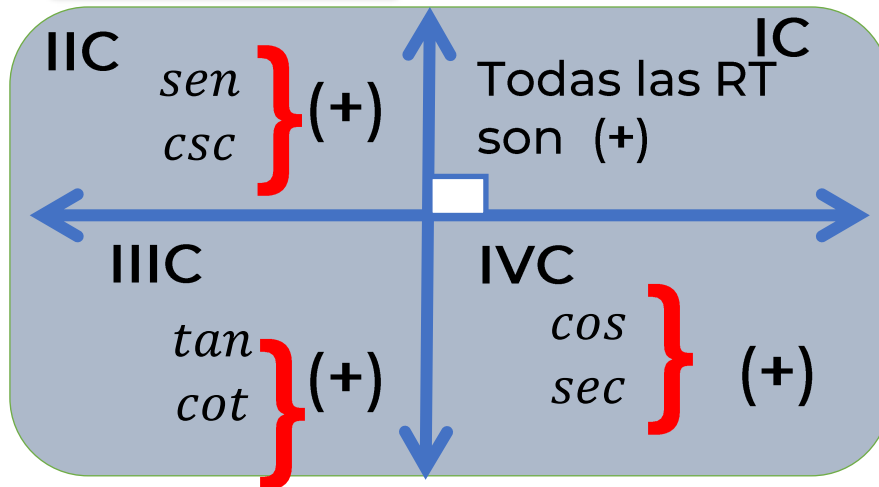 IIC
sen
csc
(+)
IC
Todas las RT
son (+)
IIIC
tan
cot
(+)
IVC
cos
sec
(+)